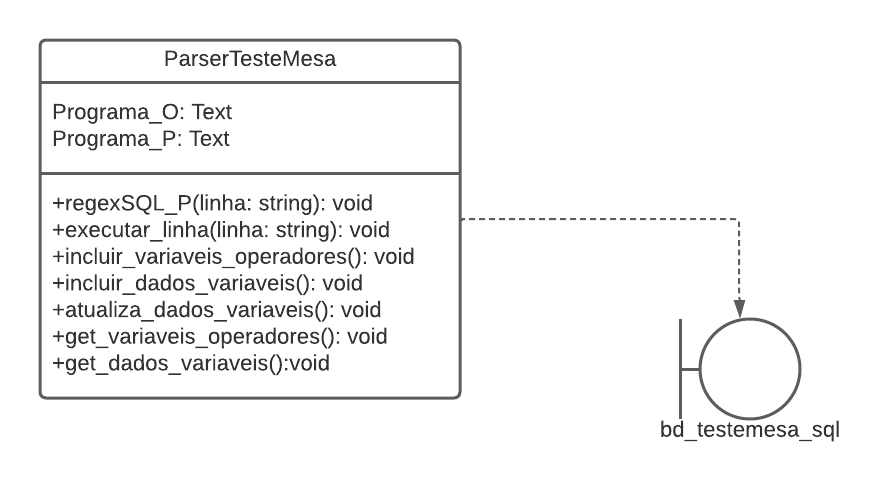 ParserTesteMesa
Programa_O: Text
Programa_P: Text
+regexSQL_P(linha: string): void
+executar_linha(linha: string): void
+incluir_variaveis_operadores(): void
+incluir_dados_variaveis(): void
+atualiza_dados_variaveis(): void
+get_variaveis_operadores(): void
+get_dados_variaveis():void
bd_testemesa_sql